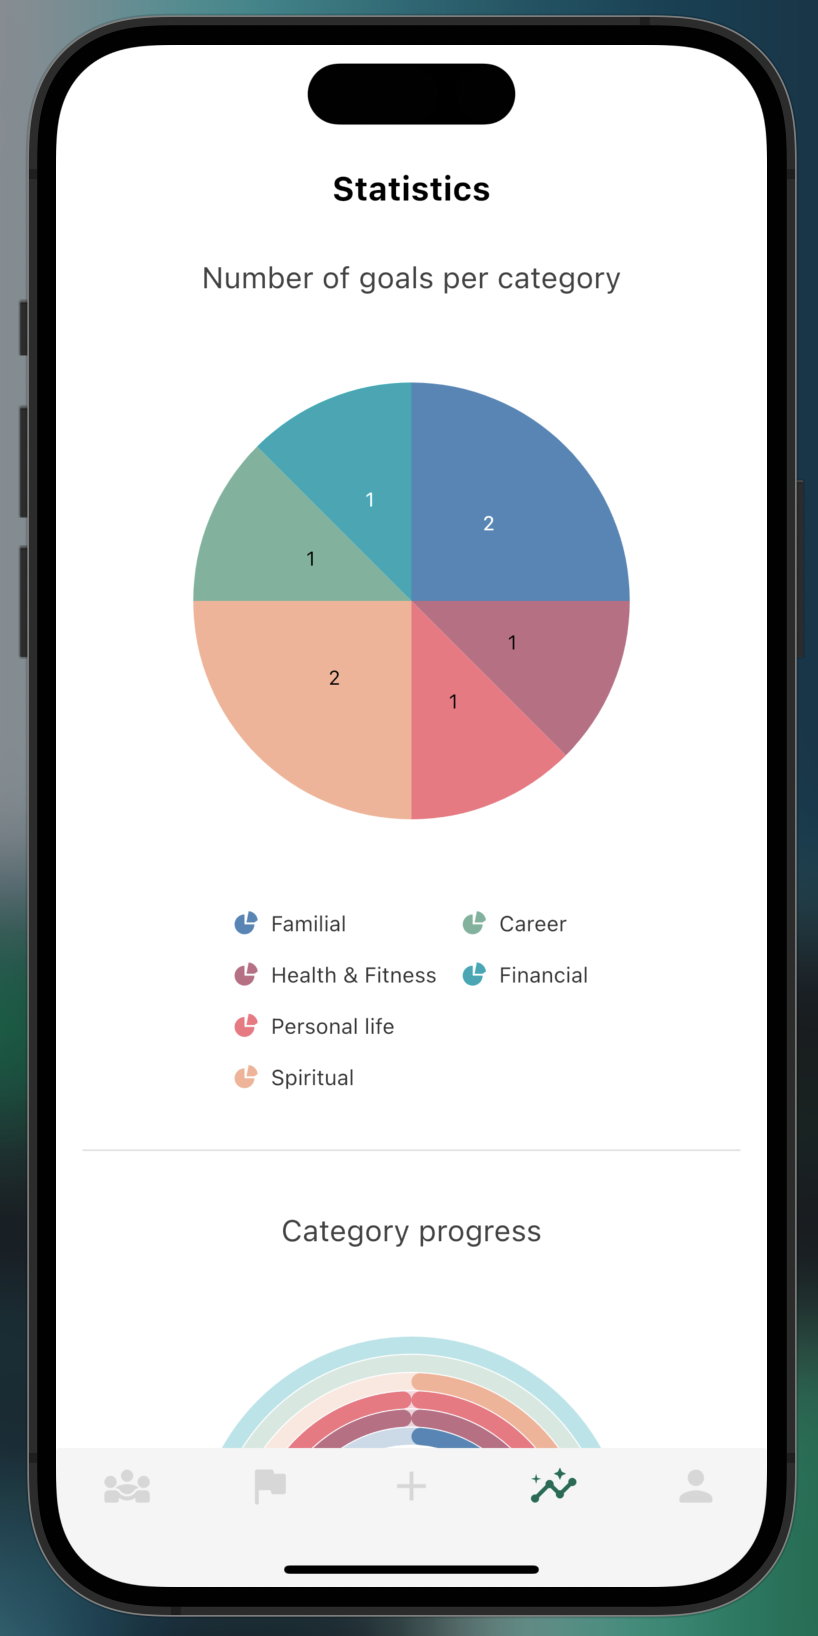 Statistics
Number of goals per category
1
2
1
1
2
1
Familial
Career
Health & Fitness
Financial
Personal life
Spiritual
Category progress